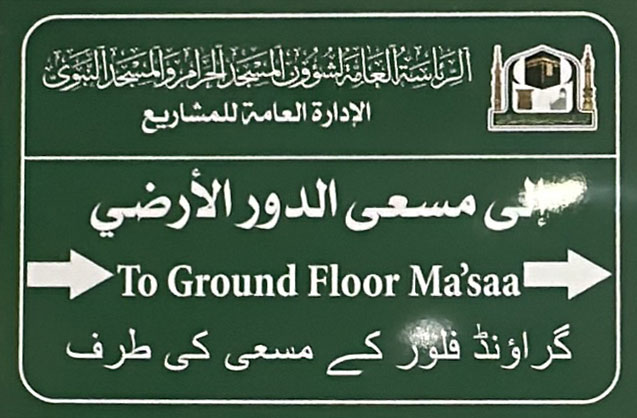 الرئاسة العامة لشؤون المسجد الحرام والمسجد النبوي
الإدارة العامة للمشاريع
إلى مسعى الدور الأرضي
To Ground Floor Ma'saa
گراؤنڈ فلور کے مسعی کی طرف